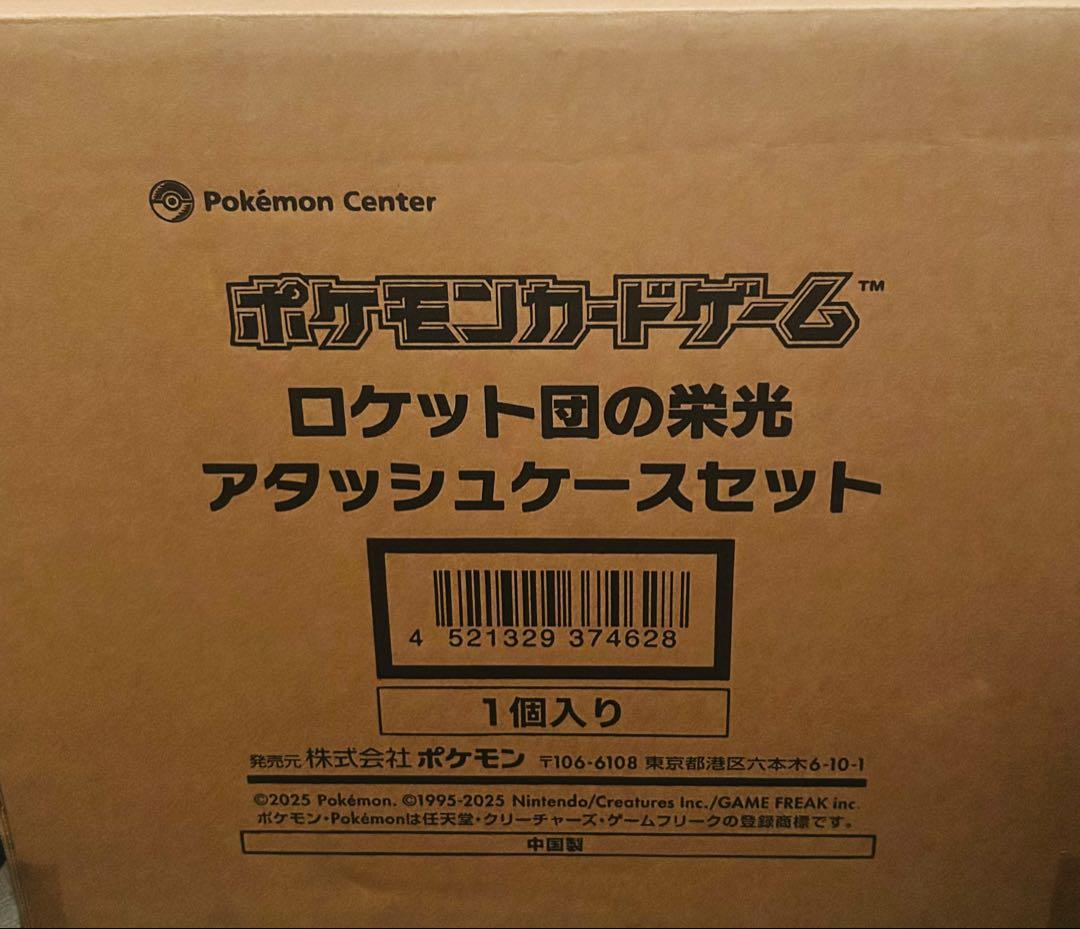 Pokémon Center
ポケモンカードゲーム™
ロケット団の栄光
アタッシュケースセット
4 521329 374628
1個入り
発売元 株式会社 ポケモン 〒106-6108 東京都港区六本木6-10-1
©2025 Pokémon. ©1995-2025 Nintendo/Creatures Inc./GAME FREAK inc.
ポケモン・Pokémonは任天堂・クリーチャーズ・ゲームフリークの登録商標です。
中国製